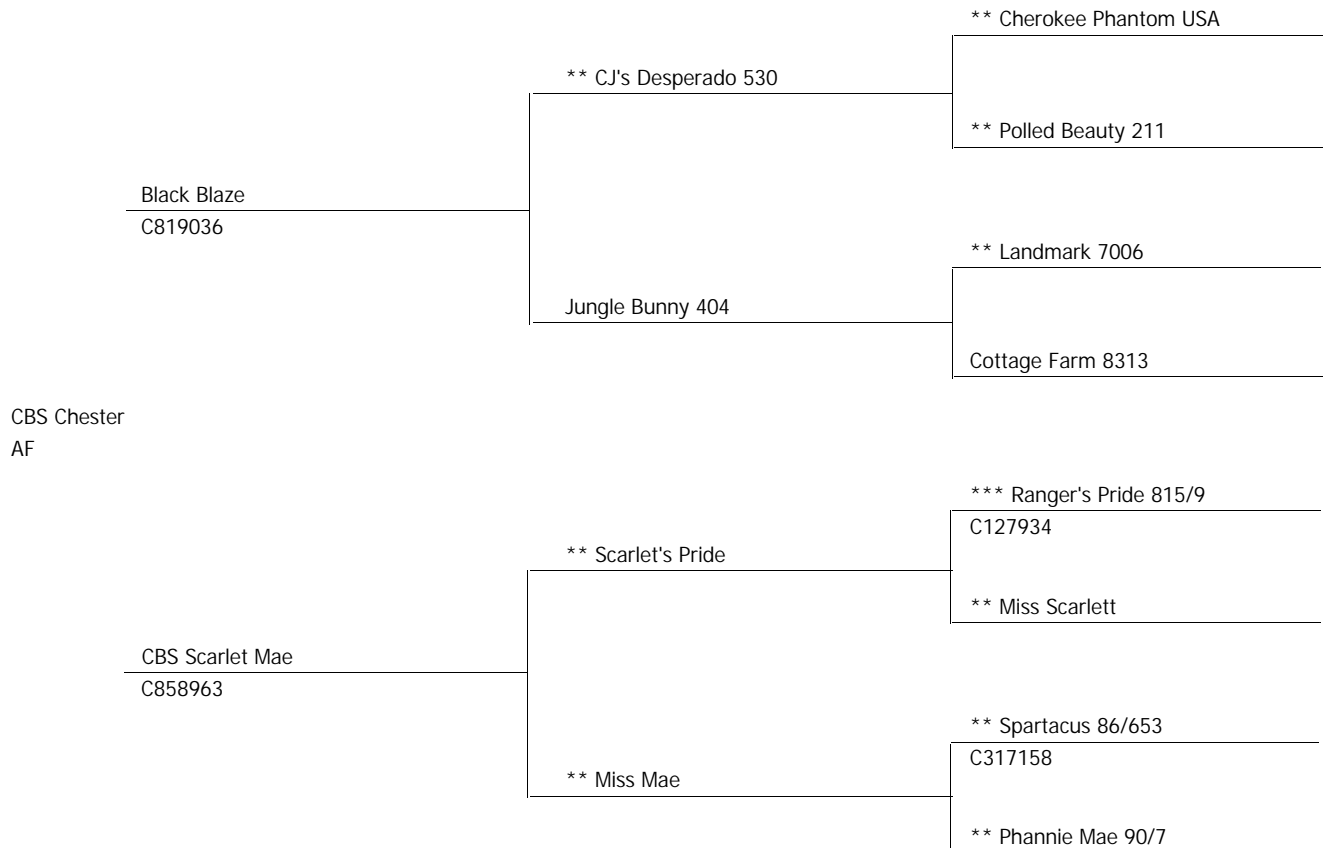 ** Cherokee Phantom USA
** CJ's Desperado 530
** Polled Beauty 211
Black Blaze
C819036
** Landmark 7006
Jungle Bunny 404
Cottage Farm 8313
CBS Chester
AF
*** Ranger's Pride 815/9
C127934
** Scarlet's Pride
** Miss Scarlett
CBS Scarlet Mae
C858963
** Spartacus 86/653
C317158
** Miss Mae
** Phannie Mae 90/7